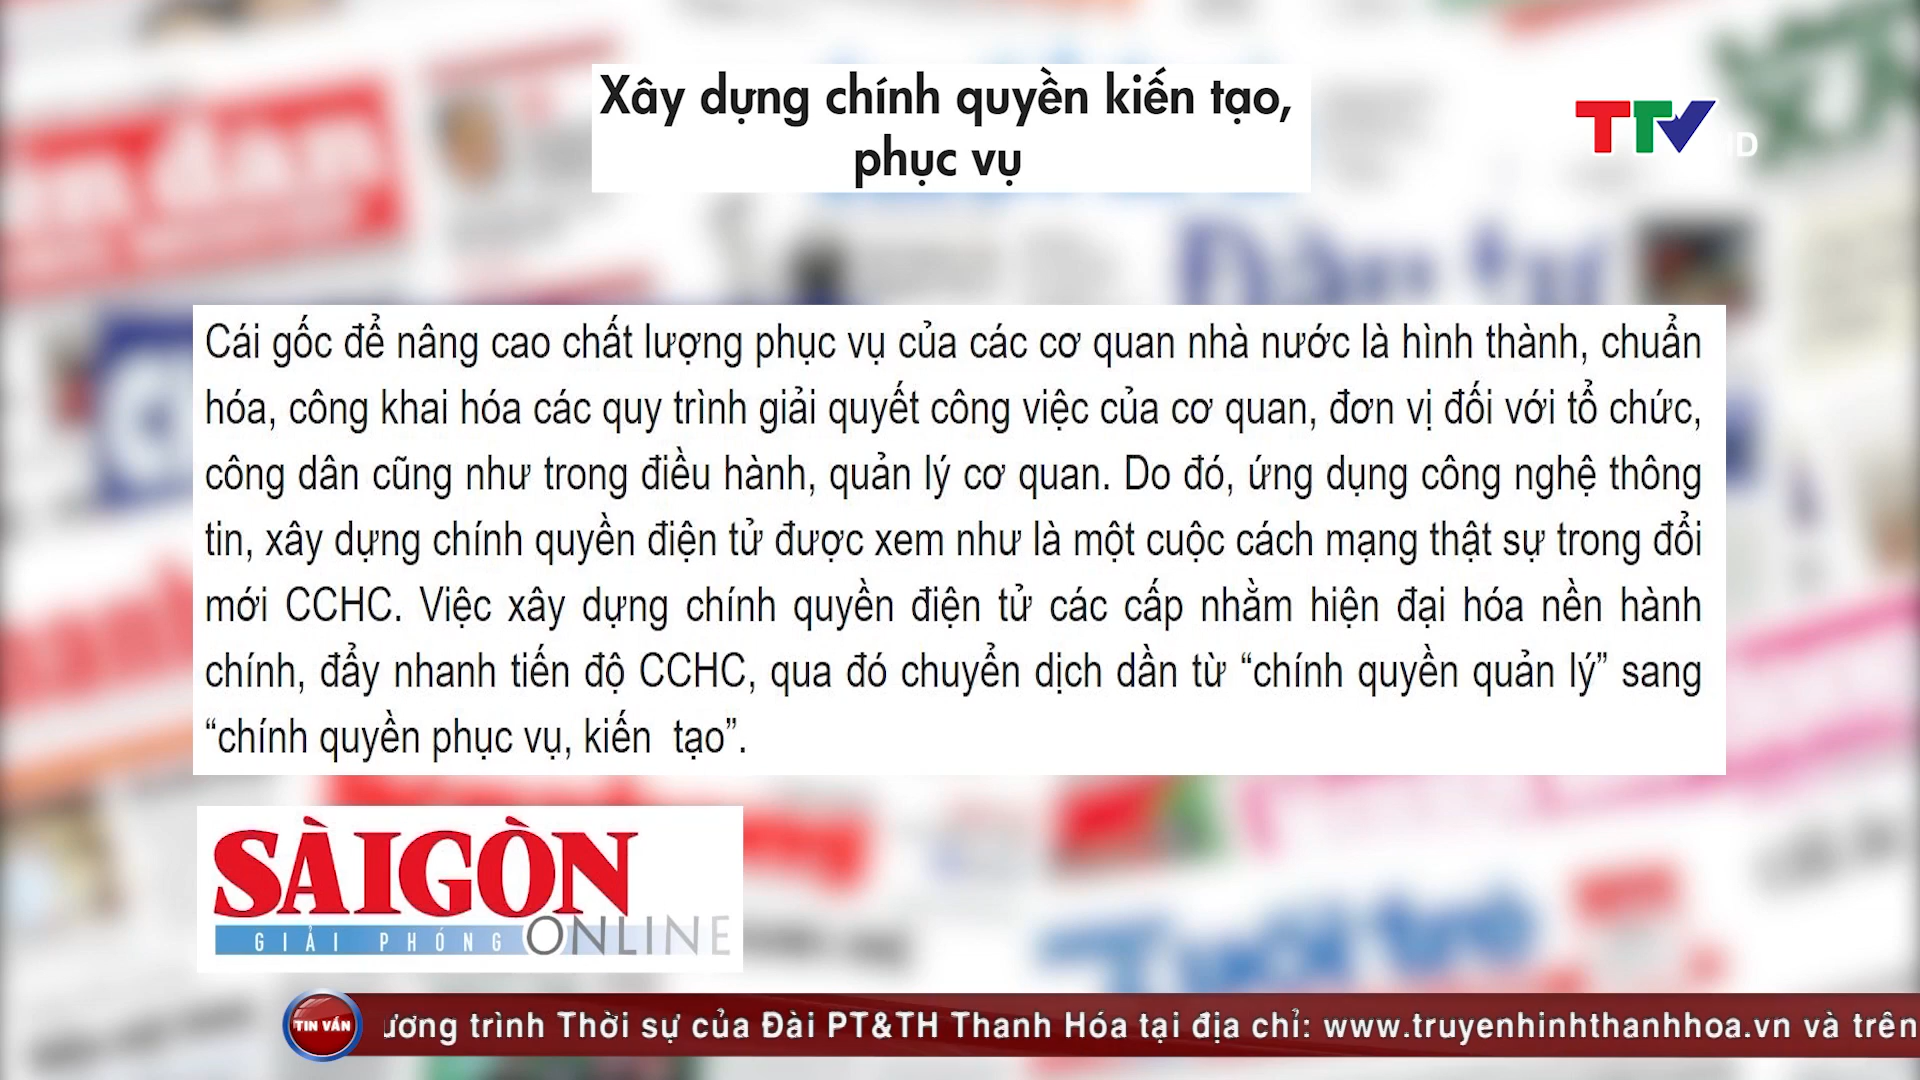 Xây dựng chính quyền kiến tạo,
phục vụ
TTV HD
Cái gốc để nâng cao chất lượng phục vụ của các cơ quan nhà nước là hình thành, chuẩn
hóa, công khai hóa các quy trình giải quyết công việc của cơ quan, đơn vị đối với tổ chức,
công dân cũng như trong điều hành, quản lý cơ quan. Do đó, ứng dụng công nghệ thông
tin, xây dựng chính quyền điện tử được xem như là một cuộc cách mạng thật sự trong đổi
mới CCHC. Việc xây dựng chính quyền điện tử các cấp nhằm hiện đại hóa nền hành
chính, đẩy nhanh tiến độ CCHC, qua đó chuyển dịch dần từ “chính quyền quản lý” sang
“chính quyền phục vụ, kiến tạo”.
SÀI GÒN
GIẢI PHÓNG ONLINE
TIN VẮN
ương trình Thời sự của Đài PT&TH Thanh Hóa tại địa chỉ: www.truyenhinhthanhhoa.vn và trên